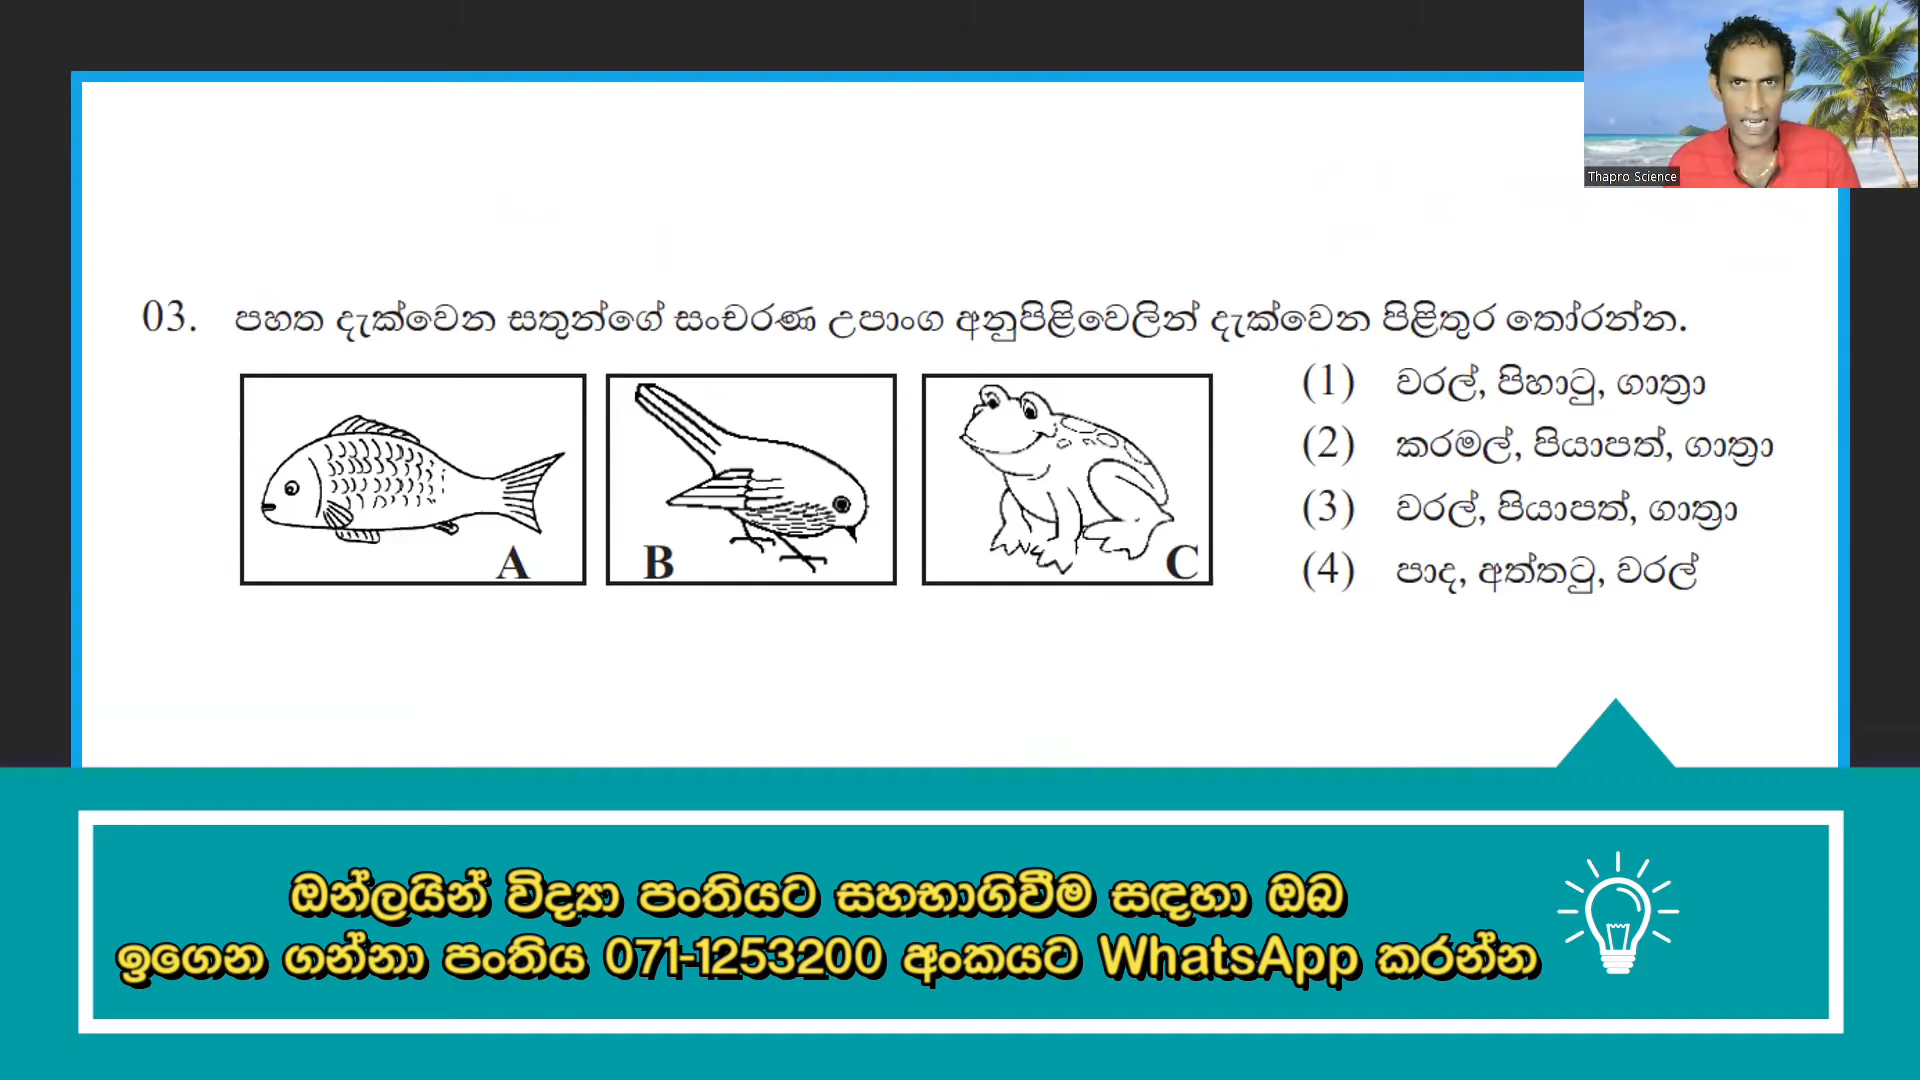 Thapro Science
03. පහත දැක්වෙන සතුන්ගේ සංචරණ උපාංග අනුපිළිවෙලින් දැක්වෙන පිළිතුර තෝරන්න.
A
B
C
(1) වරල්, පිහාටු, ගාත්‍රා
(2) කරමල්, පියාපත්, ගාත්‍රා
(3) වරල්, පියාපත්, ගාත්‍රා
(4) පාද, අත්තටු, වරල්
ඔන්ලයින් විද්‍යා පංතියට සහභාගිවීම සඳහා ඔබ
ඉගෙන ගන්නා පංතිය 071-1253200 අංකයට WhatsApp කරන්න